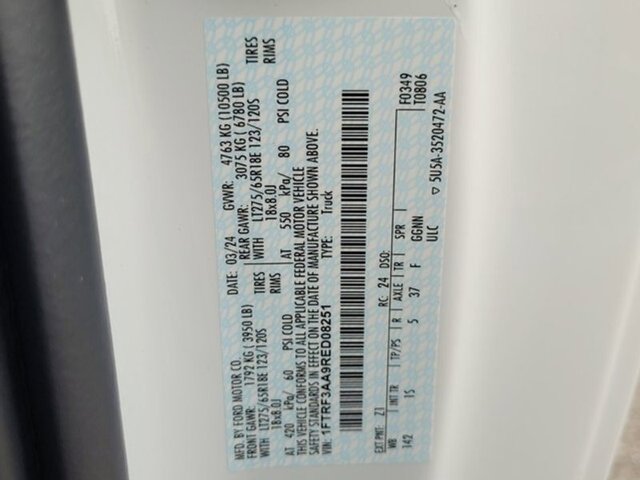 MFD. BY FORD MOTOR CO.
DATE: 03/24 GVWR: 4763 KG (10500 LB)
FRONT GAWR: 1792 KG ( 3950 LB) REAR GAWR: 3075 KG ( 6780 LB)
LT275/65R18E 123/120S TIRES WITH LT275/65R18E 123/120S TIRES
18x8.0J RIMS 18x8.0J RIMS
AT 420 kPa/ 60 PSI COLD AT 550 kPa/ 80 PSI COLD
THIS VEHICLE CONFORMS TO ALL APPLICABLE FEDERAL MOTOR VEHICLE
SAFETY STANDARDS IN EFFECT ON THE DATE OF MANUFACTURE SHOWN ABOVE.
VIN: 1FTRF3AA9RED08251 TYPE: Truck
F0349
T0806
EXT PNT: Z1 RC: 24 DSO:
WB INT TR TP/PS R AXLE TR SPR
142 15 5 37 F GGNN
ULC
▽ 5U5A-3520472-AA